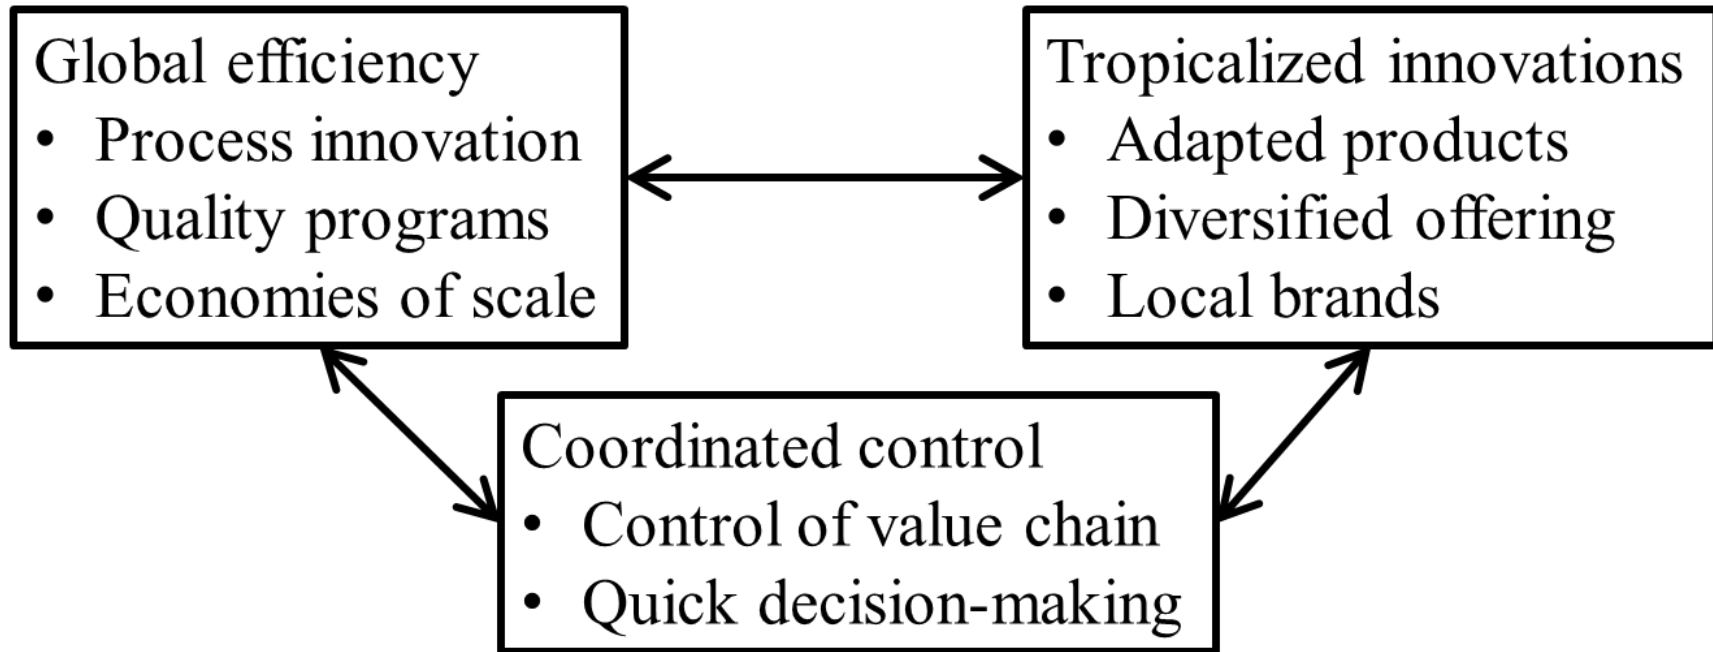 Global efficiency
• Process innovation
• Quality programs
• Economies of scale
Tropicalized innovations
• Adapted products
• Diversified offering
• Local brands
Coordinated control
• Control of value chain
• Quick decision-making